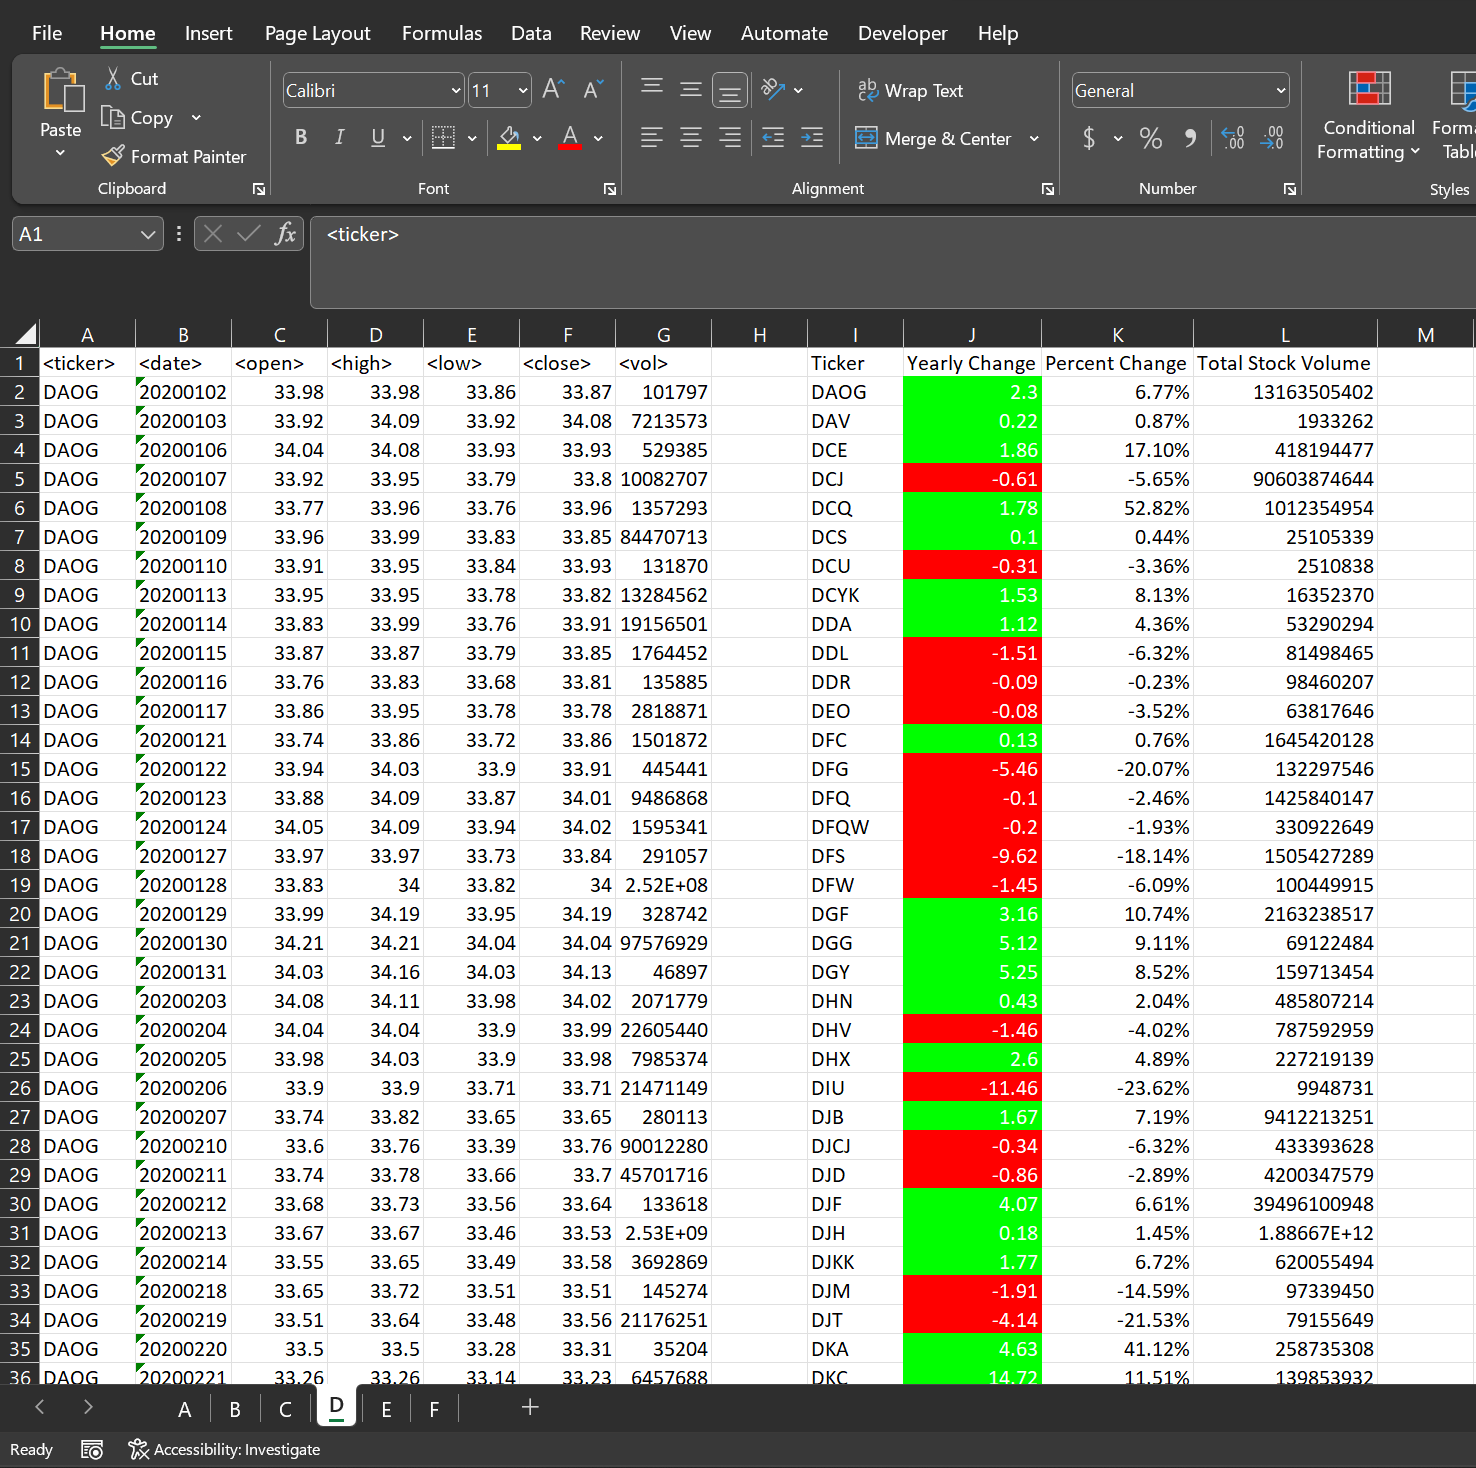 File Home Insert Page Layout Formulas Data Review View Automate Developer Help
Paste
Cut
Copy
Format Painter
Clipboard
Calibri 11 A A
B I U A
Font
ab Wrap Text
Merge & Center
Alignment
General
$ % 9 .00 .00
Number
Conditional Formatting
Forma
Tabl
Styles
A1 fx <ticker>
A B C D E F G H I J K L M
1 <ticker> <date> <open> <high> <low> <close> <vol> Ticker Yearly Change Percent Change Total Stock Volume
2 DAOG 20200102 33.98 33.98 33.86 33.87 101797 DAOG 2.3 6.77% 13163505402
3 DAOG 20200103 33.92 34.09 33.92 34.08 7213573 DAV 0.22 0.87% 1933262
4 DAOG 20200106 34.04 34.08 33.93 33.93 529385 DCE 1.86 17.10% 418194477
5 DAOG 20200107 33.92 33.95 33.79 33.8 10082707 DCJ -0.61 -5.65% 90603874644
6 DAOG 20200108 33.77 33.96 33.76 33.96 1357293 DCQ 1.78 52.82% 1012354954
7 DAOG 20200109 33.96 33.99 33.83 33.85 84470713 DCS 0.1 0.44% 25105339
8 DAOG 20200110 33.91 33.95 33.84 33.93 131870 DCU -0.31 -3.36% 2510838
9 DAOG 20200113 33.95 33.95 33.78 33.82 13284562 DCYK 1.53 8.13% 16352370
10 DAOG 20200114 33.83 33.99 33.76 33.91 19156501 DDA 1.12 4.36% 53290294
11 DAOG 20200115 33.87 33.87 33.79 33.85 1764452 DDL -1.51 -6.32% 81498465
12 DAOG 20200116 33.76 33.83 33.68 33.81 135885 DDR -0.09 -0.23% 98460207
13 DAOG 20200117 33.86 33.95 33.78 33.78 2818871 DEO -0.08 -3.52% 63817646
14 DAOG 20200121 33.74 33.86 33.72 33.86 1501872 DFC 0.13 0.76% 1645420128
15 DAOG 20200122 33.94 34.03 33.9 33.91 445441 DFG -5.46 -20.07% 132297546
16 DAOG 20200123 33.88 34.09 33.87 34.01 9486868 DFQ -0.1 -2.46% 1425840147
17 DAOG 20200124 34.05 34.09 33.94 34.02 1595341 DFQW -0.2 -1.93% 330922649
18 DAOG 20200127 33.97 33.97 33.73 33.84 291057 DFS -9.62 -18.14% 1505427289
19 DAOG 20200128 33.83 34 33.82 34 2.52E+08 DFW -1.45 -6.09% 100449915
20 DAOG 20200129 33.99 34.19 33.95 34.19 328742 DGF 3.16 10.74% 2163238517
21 DAOG 20200130 34.21 34.21 34.04 34.04 97576929 DGG 5.12 9.11% 69122484
22 DAOG 20200131 34.03 34.16 34.03 34.13 46897 DGY 5.25 8.52% 159713454
23 DAOG 20200203 34.08 34.11 33.98 34.02 2071779 DHN 0.43 2.04% 485807214
24 DAOG 20200204 34.04 34.04 33.9 33.99 22605440 DHV -1.46 -4.02% 787592959
25 DAOG 20200205 33.98 34.03 33.9 33.98 7985374 DHX 2.6 4.89% 227219139
26 DAOG 20200206 33.9 33.9 33.71 33.71 21471149 DIU -11.46 -23.62% 9948731
27 DAOG 20200207 33.74 33.82 33.65 33.65 280113 DJB 1.67 7.19% 9412213251
28 DAOG 20200210 33.6 33.76 33.39 33.76 90012280 DJCJ -0.34 -6.32% 433393628
29 DAOG 20200211 33.74 33.78 33.66 33.7 45701716 DJD -0.86 -2.89% 4200347579
30 DAOG 20200212 33.68 33.73 33.56 33.64 133618 DJF 4.07 6.61% 39496100948
31 DAOG 20200213 33.67 33.67 33.46 33.53 2.53E+09 DJH 0.18 1.45% 1.88667E+12
32 DAOG 20200214 33.55 33.65 33.49 33.58 3692869 DJKK 1.77 6.72% 620055494
33 DAOG 20200218 33.65 33.72 33.51 33.51 145274 DJM -1.91 -14.59% 97339450
34 DAOG 20200219 33.51 33.64 33.48 33.56 21176251 DJT -4.14 -21.53% 79155649
35 DAOG 20200220 33.5 33.5 33.28 33.31 35204 DKA 4.63 41.12% 258735308
36 DAOG 20200221 33.26 33.26 33.14 33.23 6457688 DKC 14.72 11.51% 139853932
A B C D E F +
Ready Accessibility: Investigate